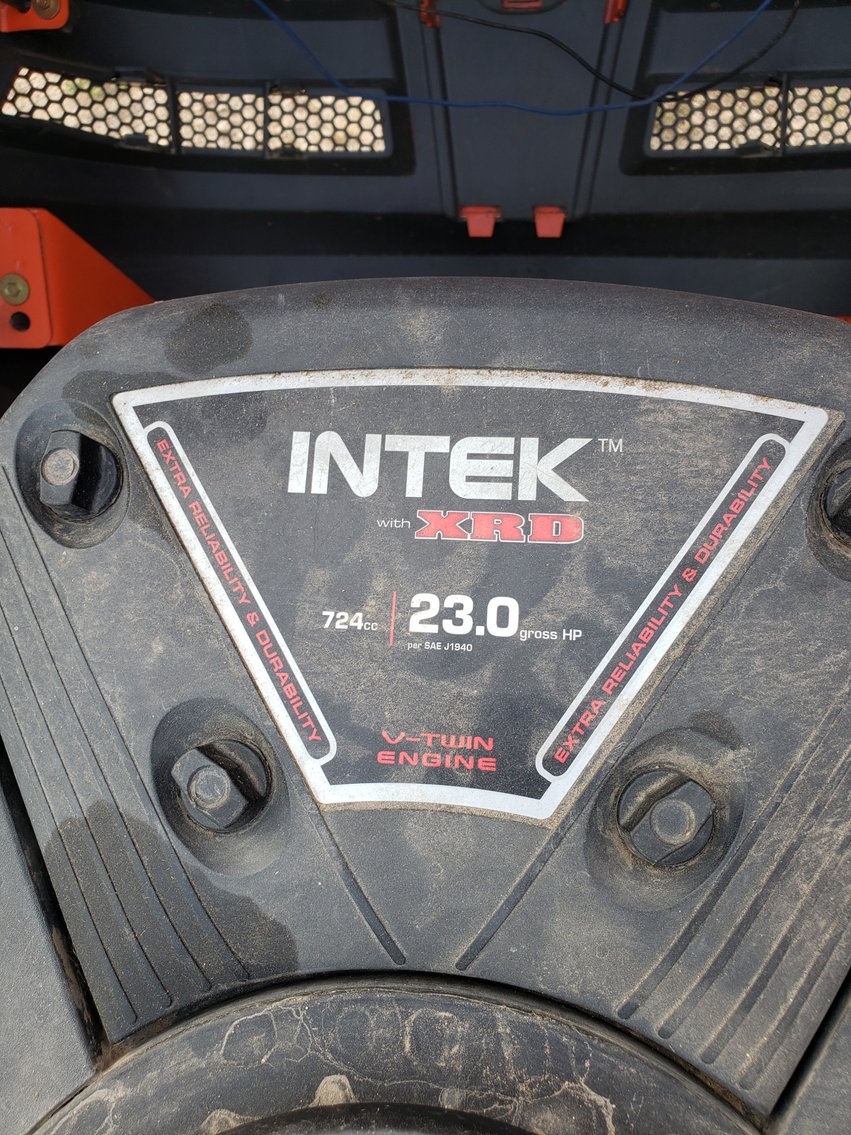 INTEK™
with XRD
EXTRA RELIABILITY & DURABILITY
EXTRA RELIABILITY & DURABILITY
724cc | 23.0 gross HP
per SAE J1940
V-TWIN
ENGINE